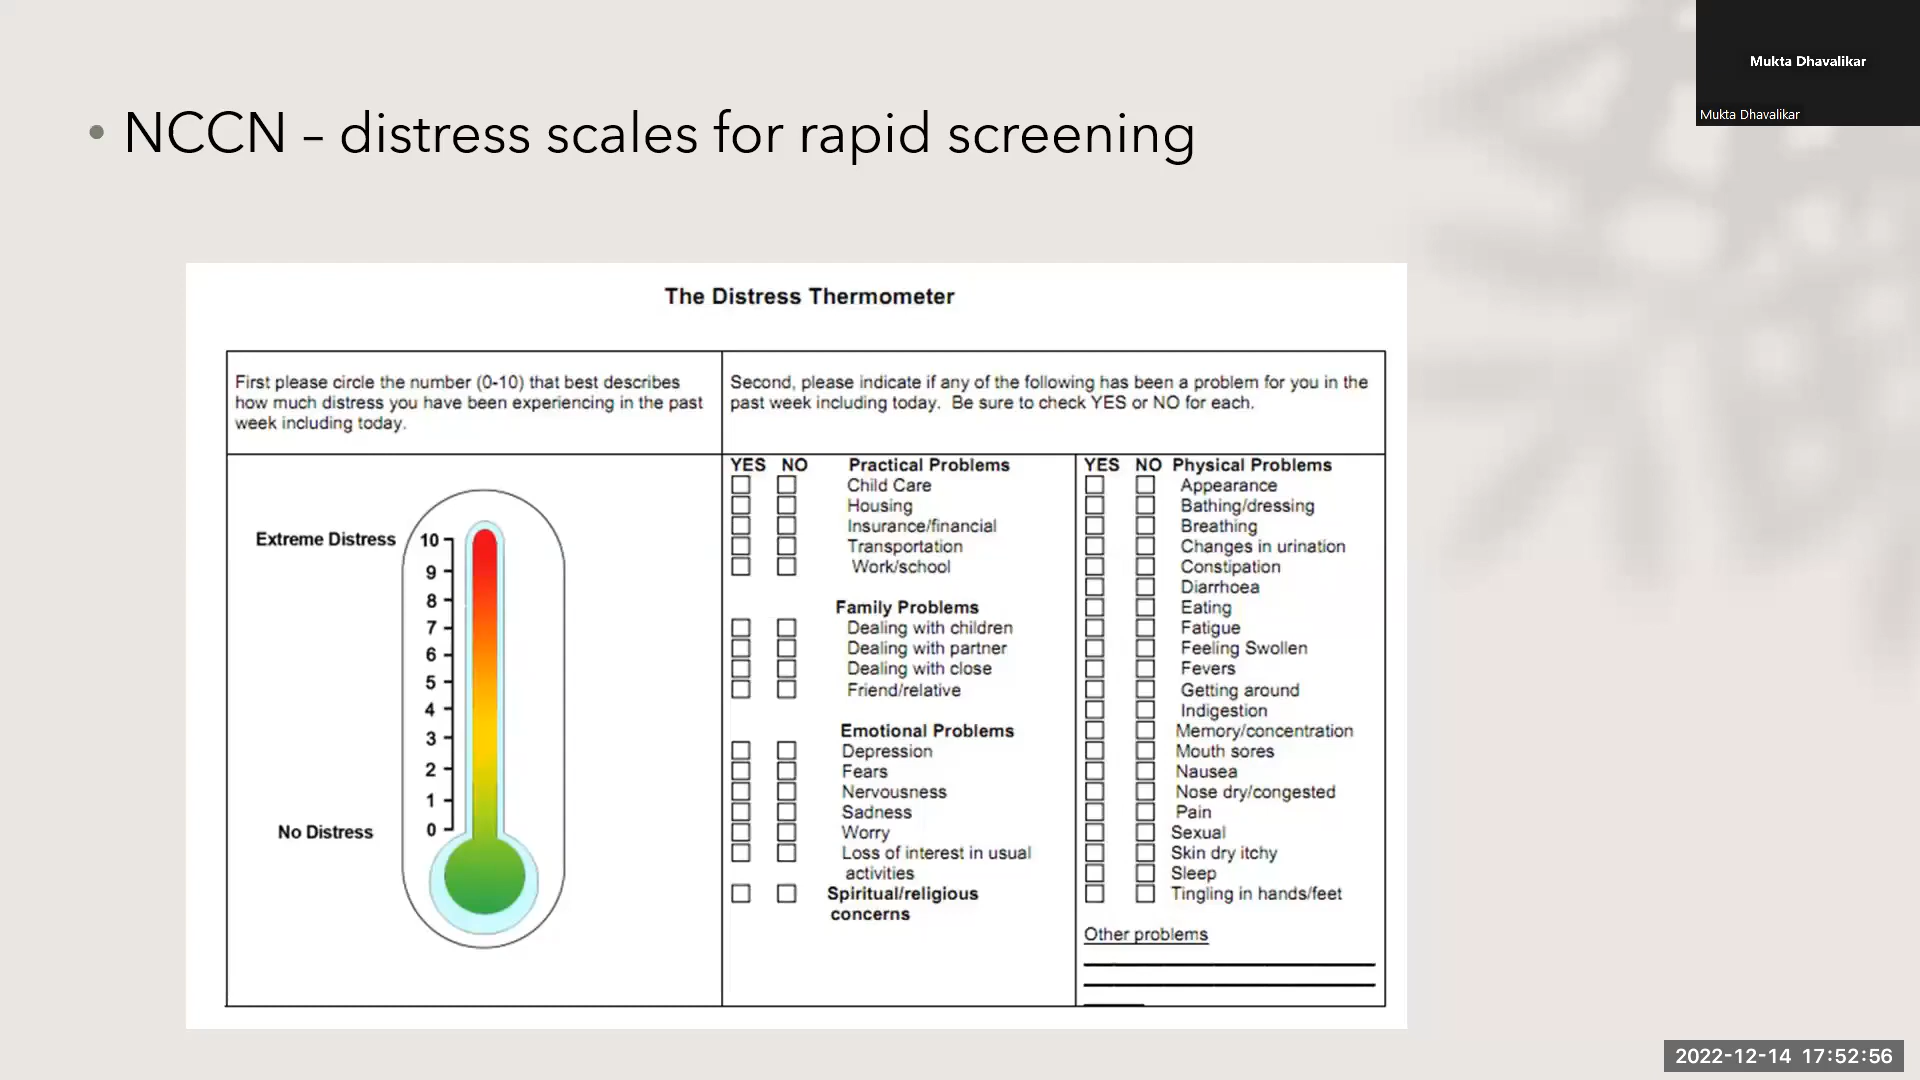 Mukta Dhavalikar
Mukta Dhavalikar
• NCCN – distress scales for rapid screening
The Distress Thermometer
First please circle the number (0-10) that best describes
how much distress you have been experiencing in the past
week including today.
Second, please indicate if any of the following has been a problem for you in the
past week including today. Be sure to check YES or NO for each.
Extreme Distress
10
9
8
7
6
5
4
3
2
1
0
No Distress
YES NO Practical Problems
Child Care
Housing
Insurance/financial
Transportation
Work/school
Family Problems
Dealing with children
Dealing with partner
Dealing with close
Friend/relative
Emotional Problems
Depression
Fears
Nervousness
Sadness
Worry
Loss of interest in usual
activities
Spiritual/religious
concerns
YES NO Physical Problems
Appearance
Bathing/dressing
Breathing
Changes in urination
Constipation
Diarrhoea
Eating
Fatigue
Feeling Swollen
Fevers
Getting around
Indigestion
Memory/concentration
Mouth sores
Nausea
Nose dry/congested
Pain
Sexual
Skin dry itchy
Sleep
Tingling in hands/feet
Other problems
2022-12-14 17:52:56